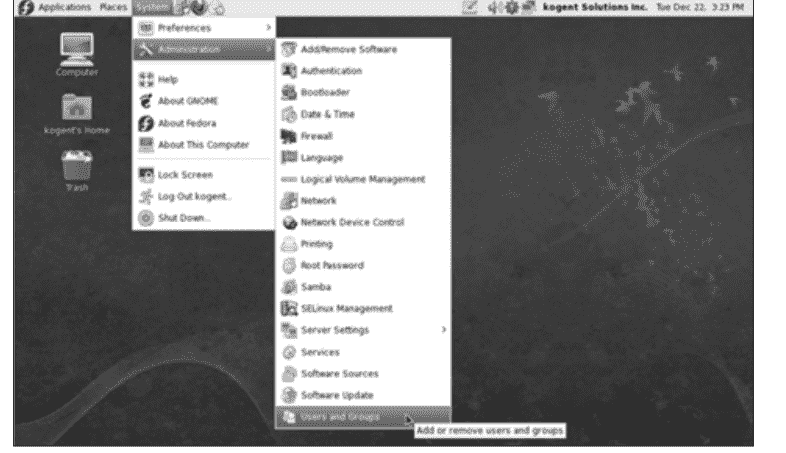 Applications Places System kogent Solutions Inc. Tue Dec 22, 3:23 PM
Computer
kogent's Home
Trash
Preferences
Administration
Help
About GNOME
About Fedora
About This Computer
Lock Screen
Log Out kogent...
Shut Down...
Add/Remove Software
Authentication
Bootloader
Date & Time
Firewall
Language
Logical Volume Management
Network
Network Device Control
Printing
Root Password
Samba
SELinux Management
Server Settings
Services
Software Sources
Software Update
Users and Groups
Add or remove users and groups